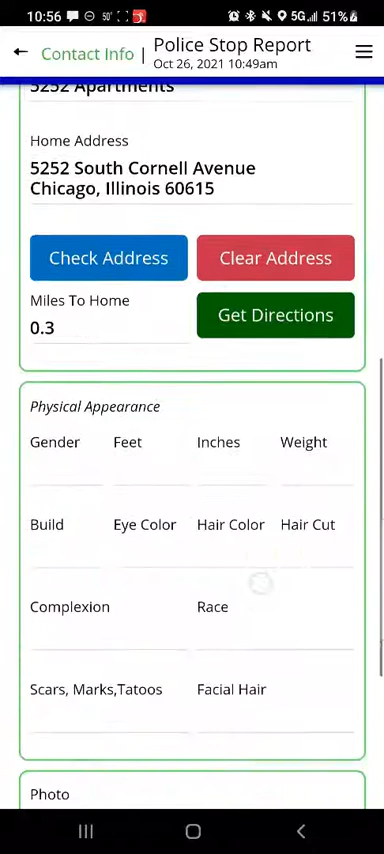 10:56 50° 5G 51%
Contact Info | Police Stop Report
Oct 26, 2021 10:49am
5252 Apartments
Home Address
5252 South Cornell Avenue
Chicago, Illinois 60615
Check Address Clear Address
Miles To Home
0.3
Get Directions
Physical Appearance
Gender Feet Inches Weight
Build Eye Color Hair Color Hair Cut
Complexion Race
Scars, Marks,Tatoos Facial Hair
Photo